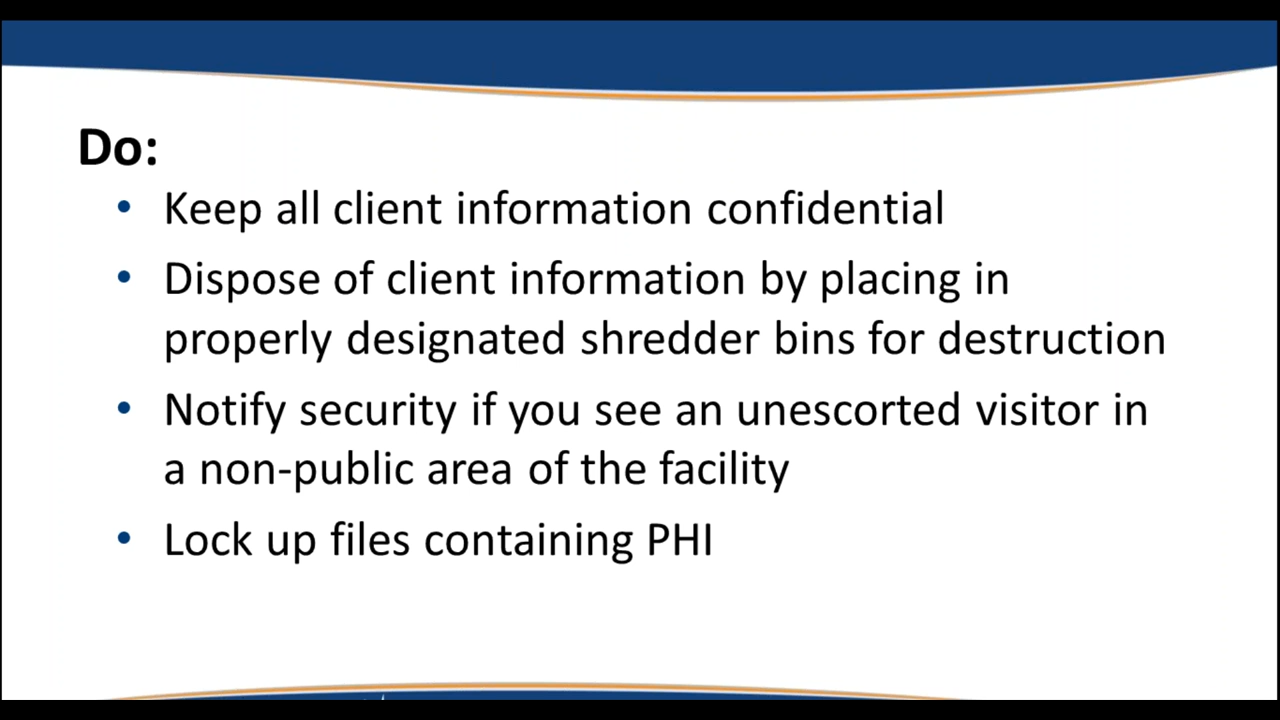 Do:
• Keep all client information confidential
• Dispose of client information by placing in
properly designated shredder bins for destruction
• Notify security if you see an unescorted visitor in
a non-public area of the facility
• Lock up files containing PHI